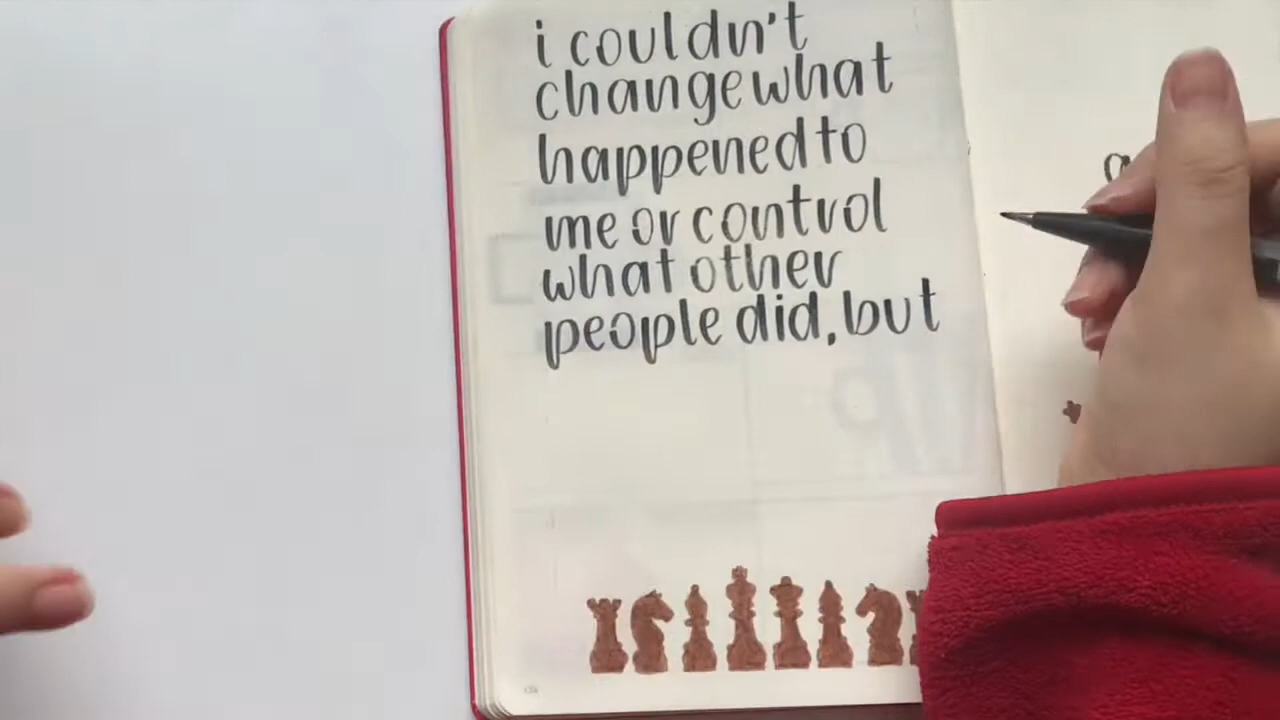 i couldn't
change what
happened to
me or control
what other
people did, but